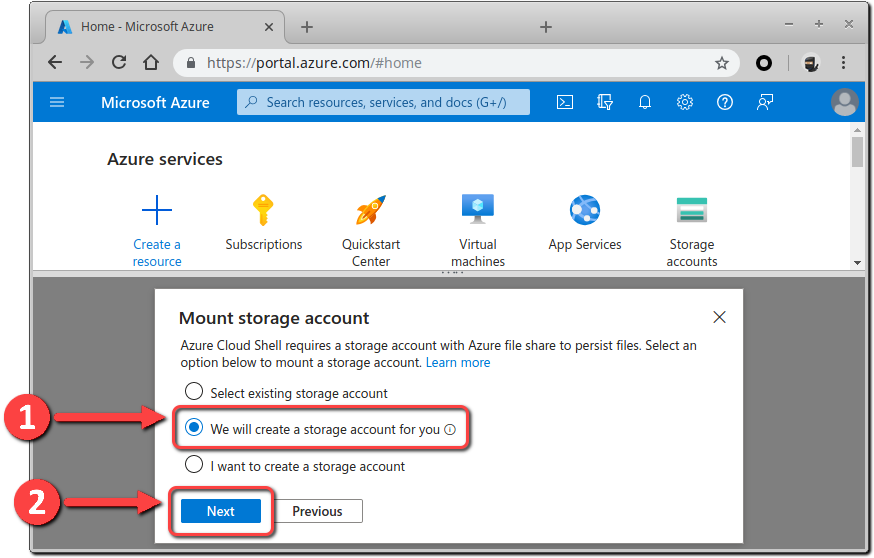 Home - Microsoft Azure
https://portal.azure.com/#home
Microsoft Azure
Search resources, services, and docs (G+/)
Azure services
Create a
resource
Subscriptions
Quickstart
Center
Virtual
machines
App Services
Storage
accounts
Mount storage account
Azure Cloud Shell requires a storage account with Azure file share to persist files. Select an
option below to mount a storage account. Learn more
Select existing storage account
1
We will create a storage account for you
I want to create a storage account
2
Next
Previous